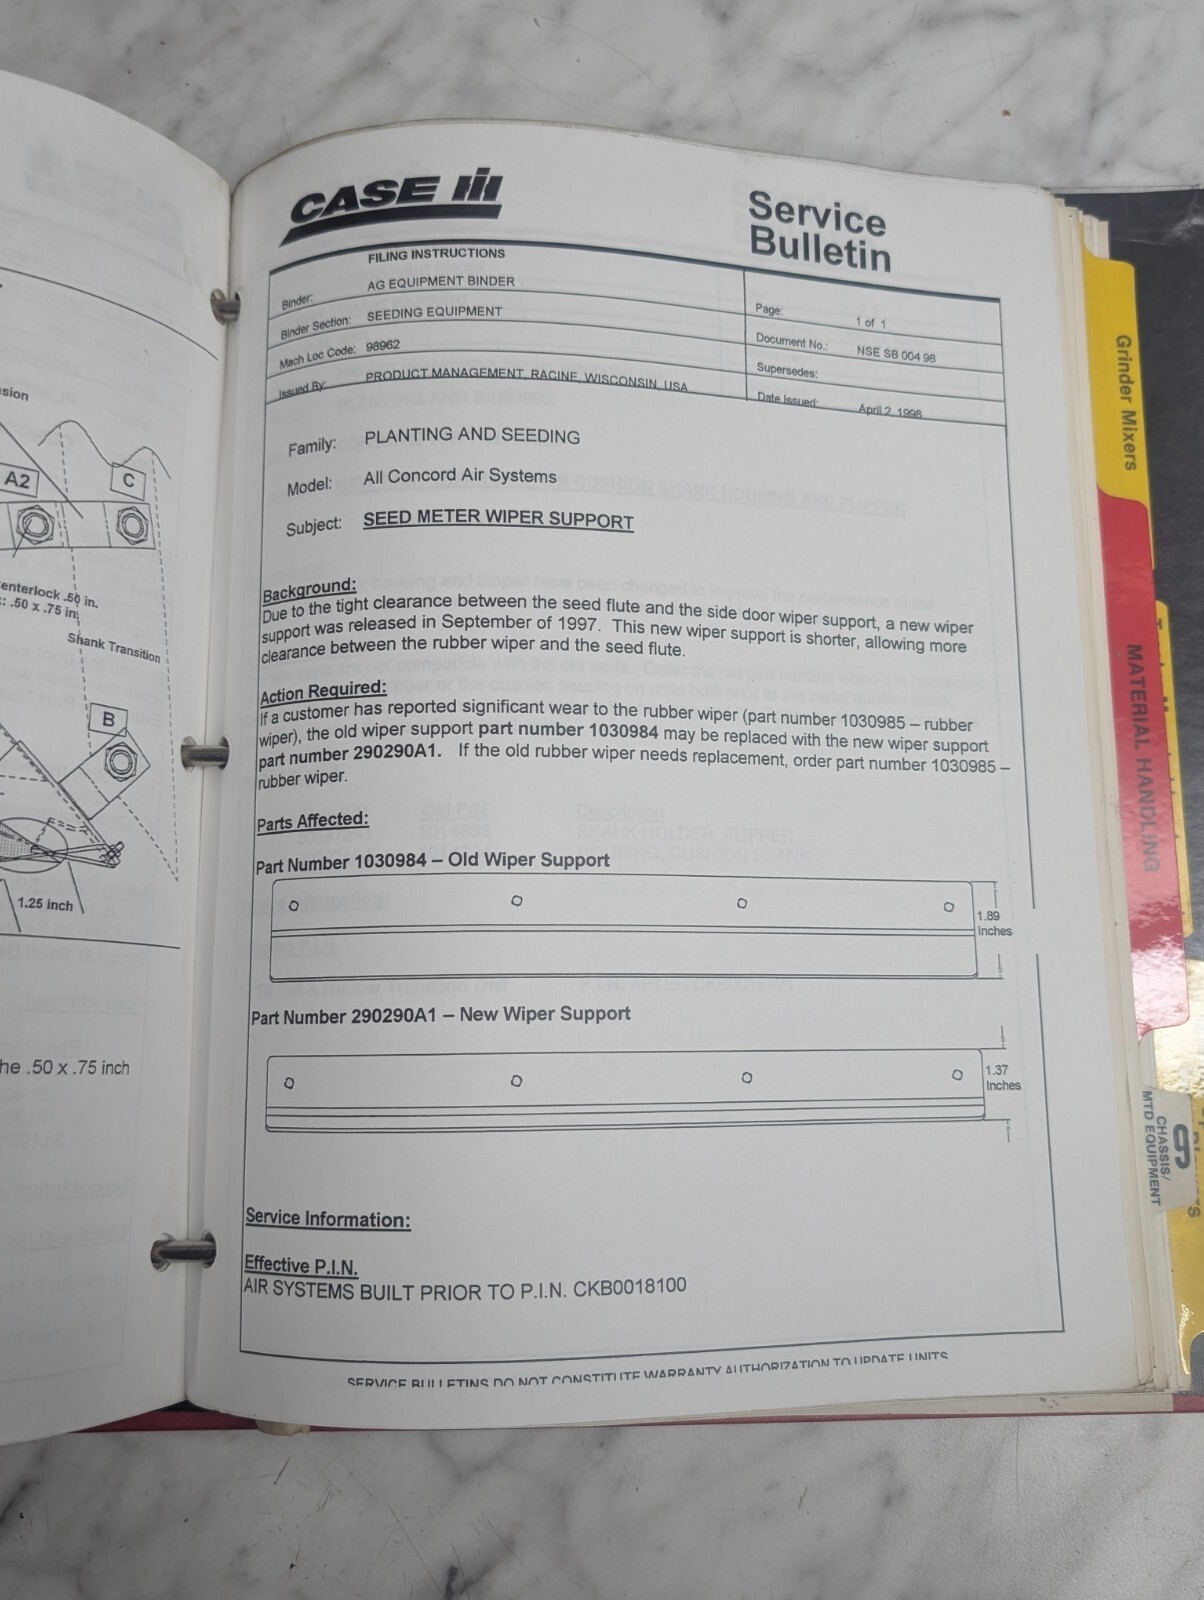 sion
A2
C
enterlock .50 in.
: .50 x .75 in
Shank Transition
B
1.25 inch
he .50 x .75 inch
CASE IH
Service
Bulletin
FILING INSTRUCTIONS
Binder: AG EQUIPMENT BINDER
Binder Section: SEEDING EQUIPMENT
Mach Loc Code: 98962
Issued By: PRODUCT MANAGEMENT, RACINE, WISCONSIN, USA
Page: 1 of 1
Document No.: NSE SB 004 98
Supersedes:
Date Issued: April 2, 1998
Family: PLANTING AND SEEDING
Model: All Concord Air Systems
Subject: SEED METER WIPER SUPPORT
Background:
Due to the tight clearance between the seed flute and the side door wiper support, a new wiper
support was released in September of 1997. This new wiper support is shorter, allowing more
clearance between the rubber wiper and the seed flute.
Action Required:
If a customer has reported significant wear to the rubber wiper (part number 1030985 – rubber
wiper), the old wiper support part number 1030984 may be replaced with the new wiper support
part number 290290A1. If the old rubber wiper needs replacement, order part number 1030985 –
rubber wiper.
Parts Affected:
Part Number 1030984 – Old Wiper Support
1.89
Inches
Part Number 290290A1 – New Wiper Support
1.37
Inches
Service Information:
Effective P.I.N.
AIR SYSTEMS BUILT PRIOR TO P.I.N. CKB0018100
SERVICE BULLETINS DO NOT CONSTITUTE WARRANTY AUTHORIZATION TO UPDATE UNITS
Grinder Mixers
MATERIAL HANDLING
9
CHASSIS/
MTD EQUIPMENT